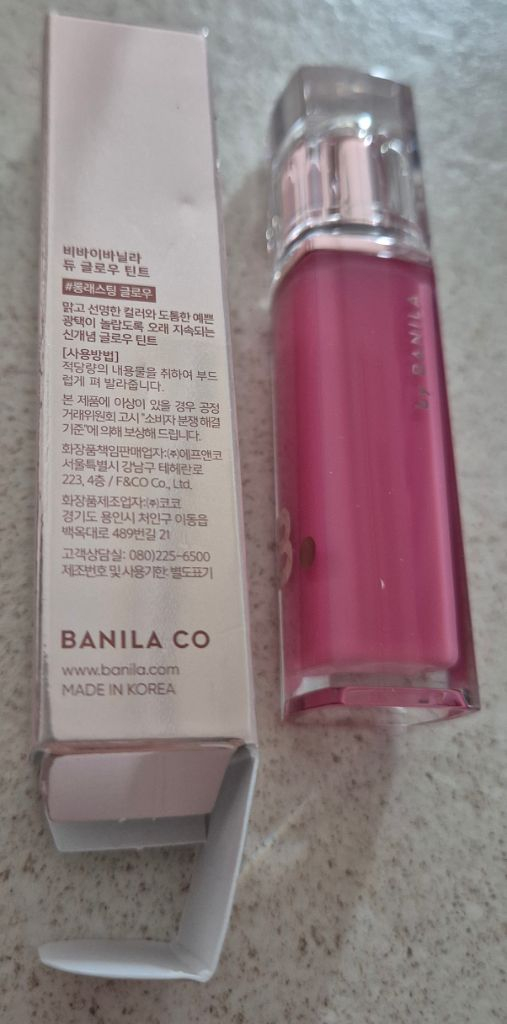 비바이바닐라
듀 글로우 틴트
#롱래스팅 글로우
맑고 선명한 컬러와 도톰한 예쁜
광택이 놀랍도록 오래 지속되는
신개념 글로우 틴트
[사용방법]
적당량의 내용물을 취하여 부드
럽게 펴 발라줍니다.
본 제품에 이상이 있을 경우 공정
거래위원회 고시 "소비자 분쟁 해결
기준"에 의해 보상해 드립니다.
화장품책임판매업자:㈜에프앤코
서울특별시 강남구 테헤란로
223, 4층 / F&CO Co., Ltd.
화장품제조업자:㈜코코
경기도 용인시 처인구 이동읍
백옥대로 489번길 21
고객상담실: 080)225-6500
제조번호 및 사용기한: 별도표기
BANILA CO
www.banila.com
MADE IN KOREA
by BANILA